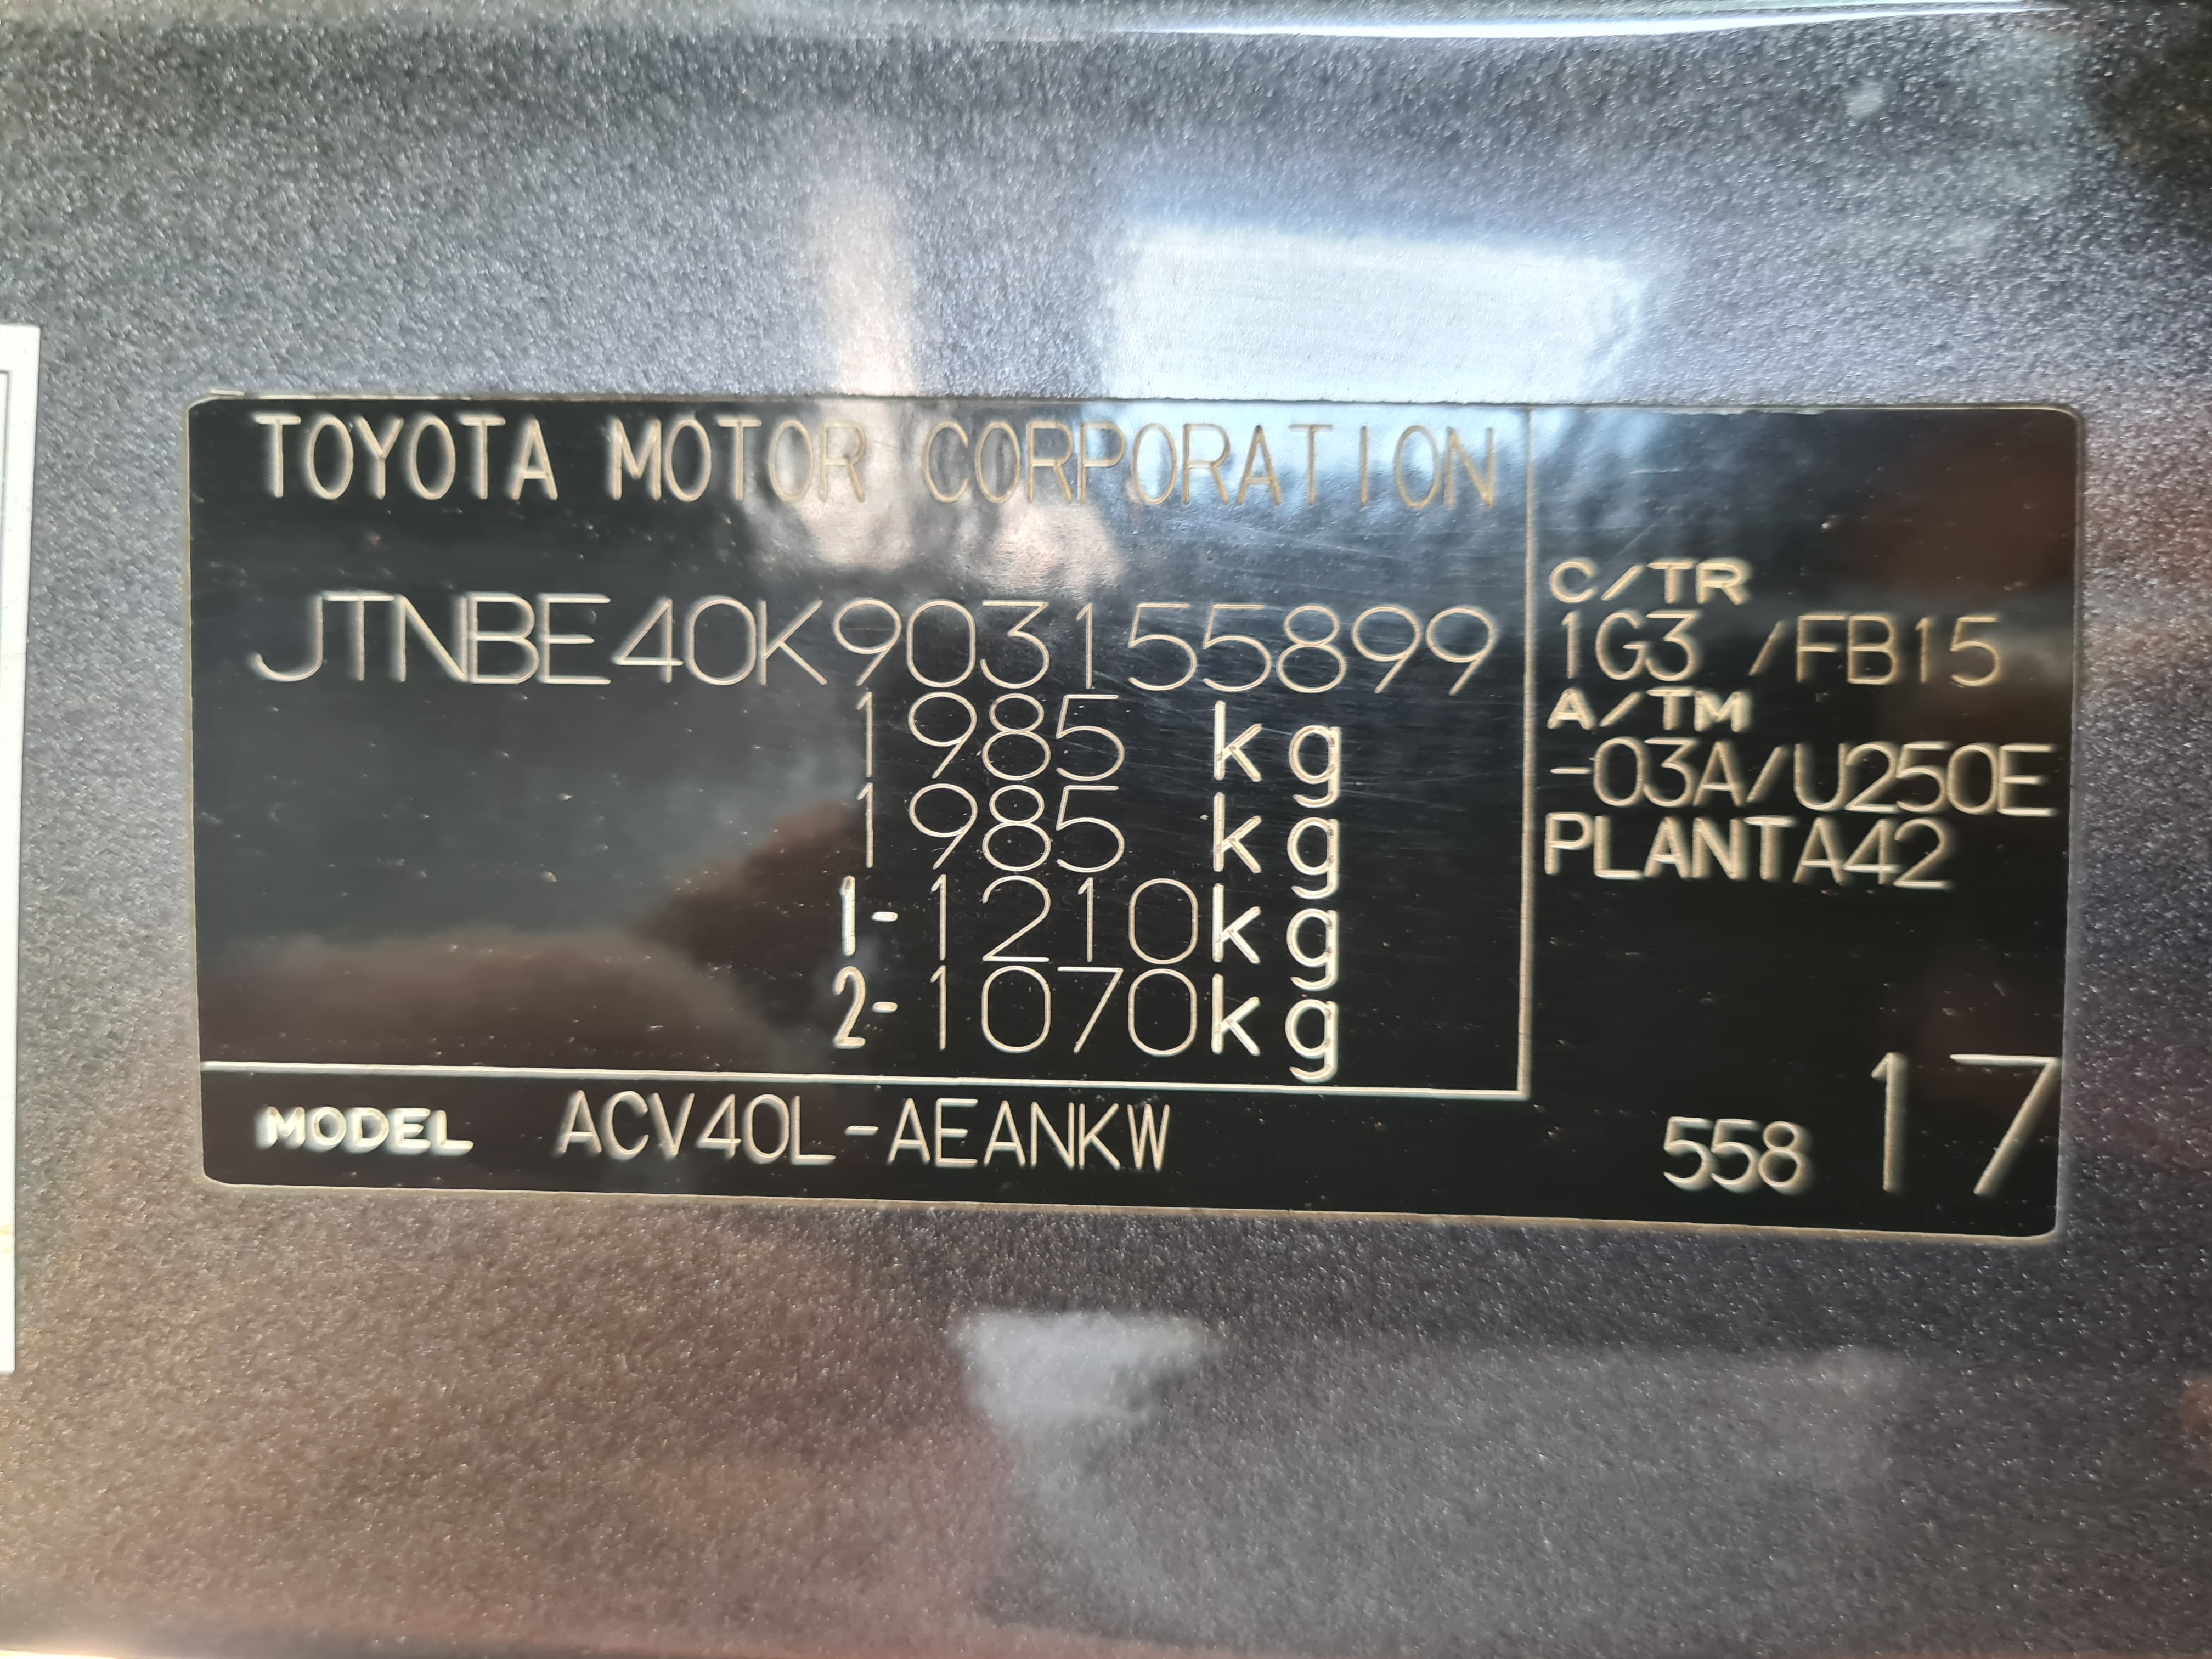 TOYOTA MOTOR CORPORATION
JTNBE40K903155899
1985 kg
1985 kg
1-1210kg
2-1070kg
MODEL ACV40L-AEANKW
C/TR
1G3 /FB15
A/TM
-03A/U250E
PLANTA42
558 17